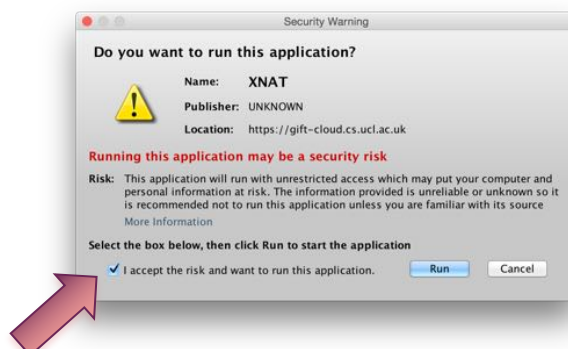 Security Warning
Do you want to run this application?
Name: XNAT
Publisher: UNKNOWN
Location: https://gift-cloud.cs.ucl.ac.uk
Running this application may be a security risk
Risk: This application will run with unrestricted access which may put your computer and
personal information at risk. The information provided is unreliable or unknown so it
is recommended not to run this application unless you are familiar with its source
More Information
Select the box below, then click Run to start the application
I accept the risk and want to run this application.
Run
Cancel